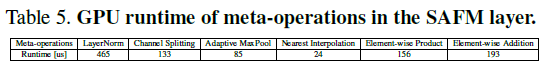 Table 5. GPU runtime of meta-operations in the SAFM layer.
Meta-operations LayerNorm Channel Splitting Adaptive MaxPool Nearest Interpolation Element-wise Product Element-wise Addition
Runtime [us] 465 133 85 24 156 193